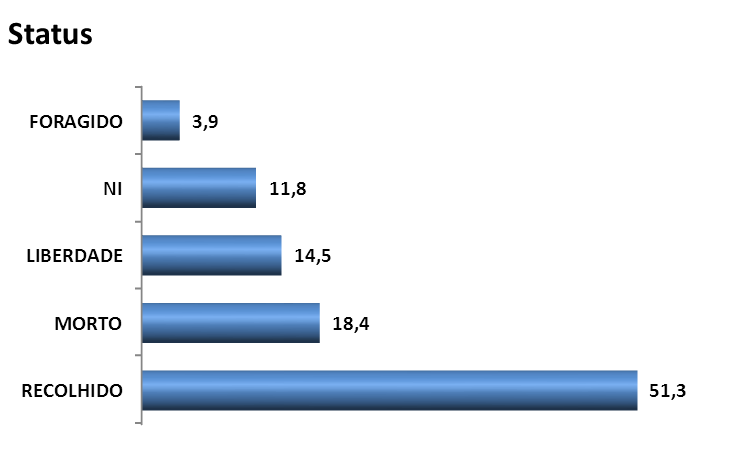 Status
FORAGIDO 3,9
NI 11,8
LIBERDADE 14,5
MORTO 18,4
RECOLHIDO 51,3